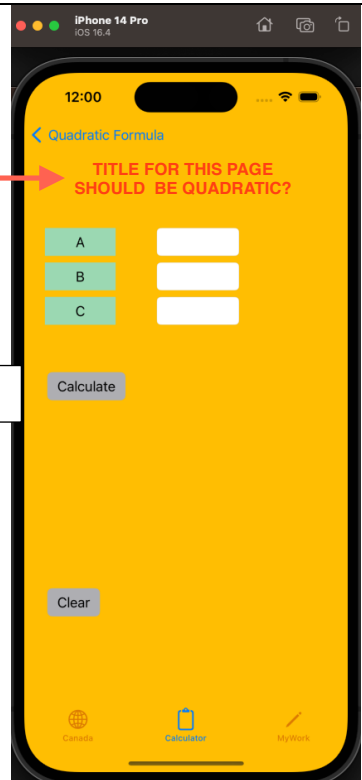 iPhone 14 Pro
iOS 16.4
12:00
Quadratic Formula
TITLE FOR THIS PAGE
SHOULD BE QUADRATIC?
A
B
C
Calculate
Clear
Canada Calculator MyWork